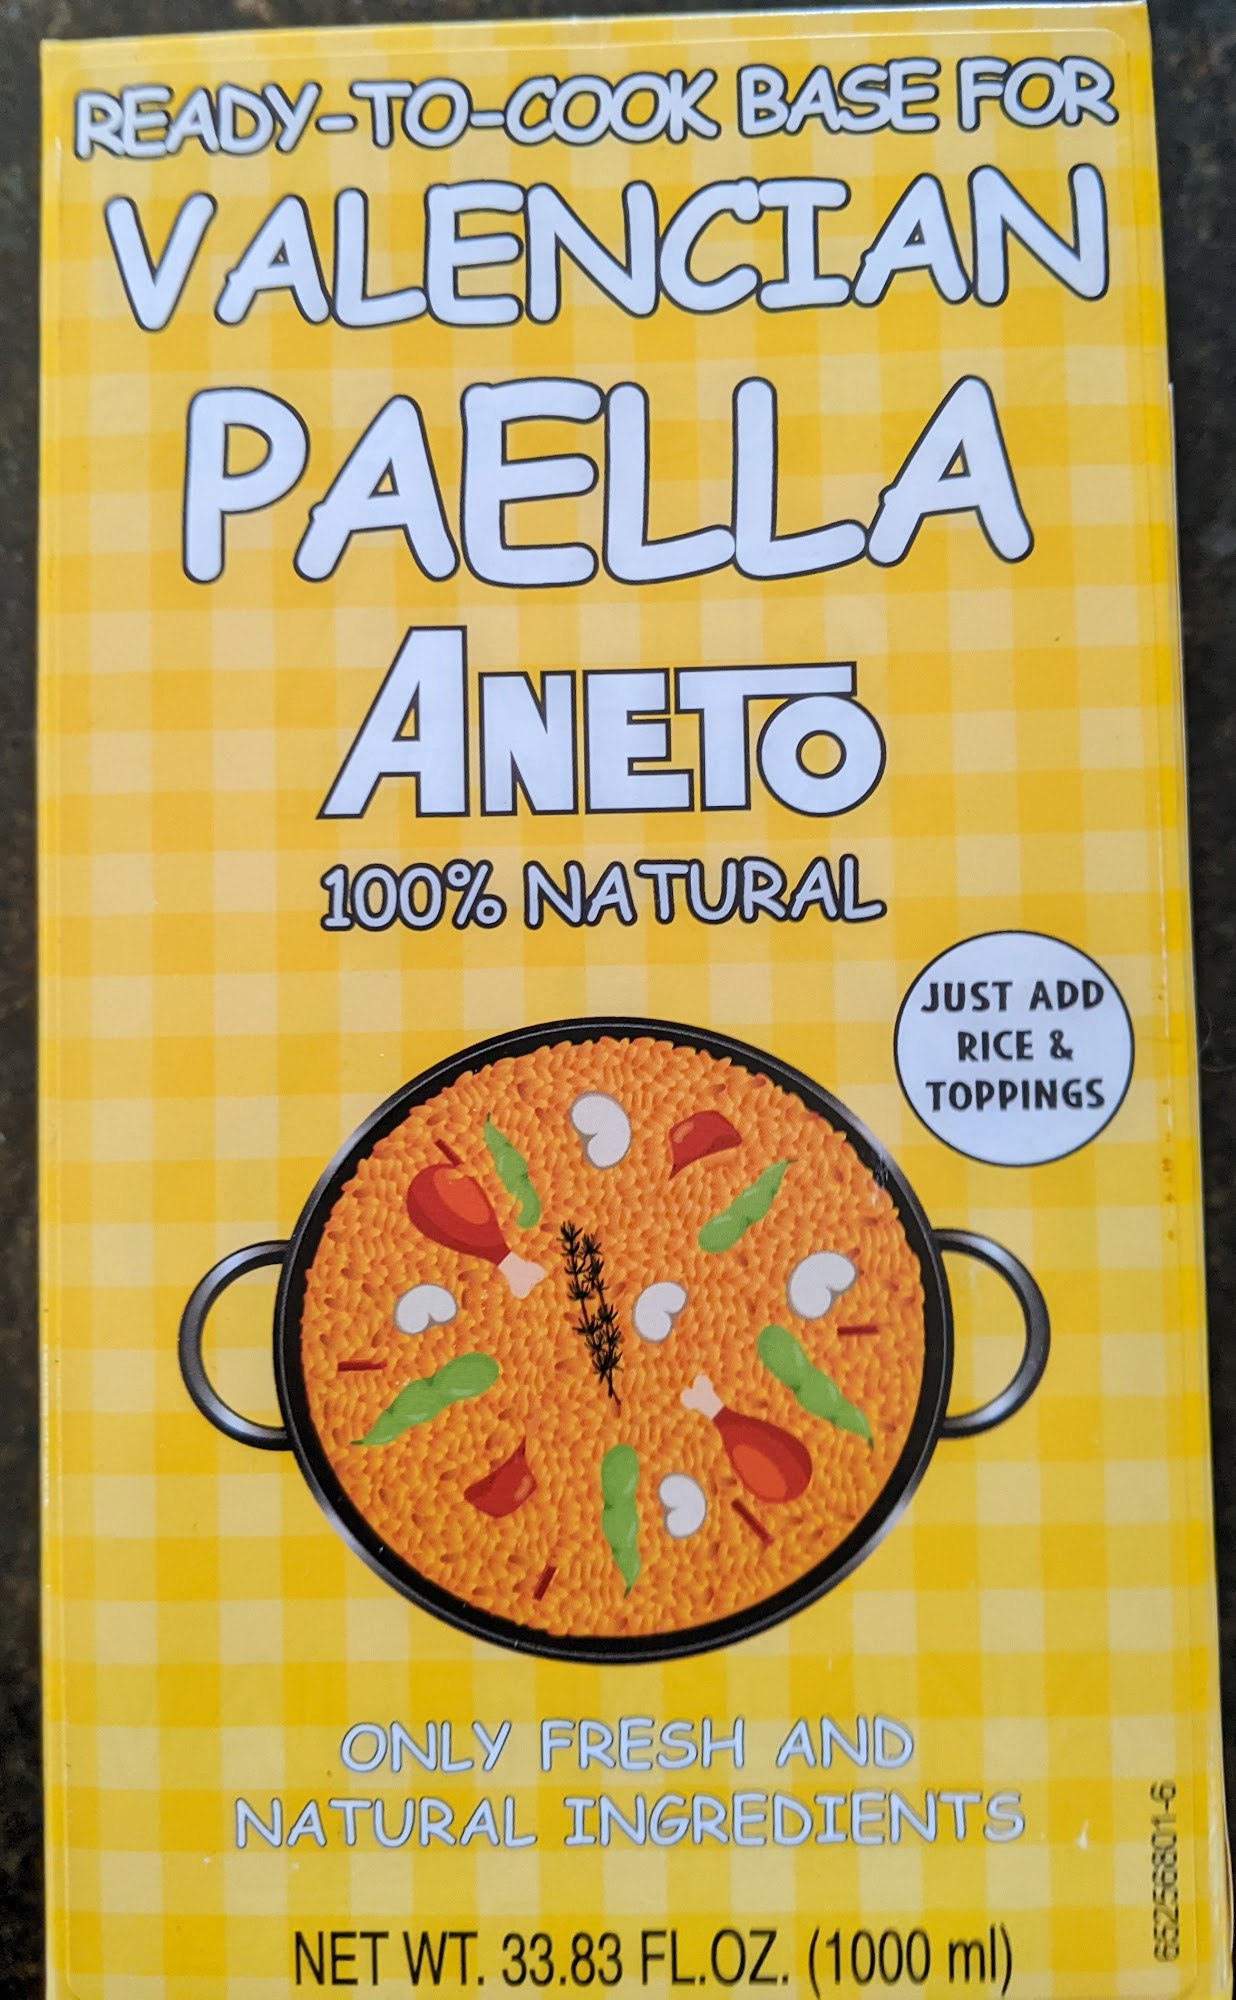 READY-TO-COOK BASE FOR
VALENCIAN
PAELLA
ANETO
100% NATURAL
JUST ADD
RICE &
TOPPINGS
ONLY FRESH AND
NATURAL INGREDIENTS
NET WT. 33.83 FL.OZ. (1000 ml)
65256801-6